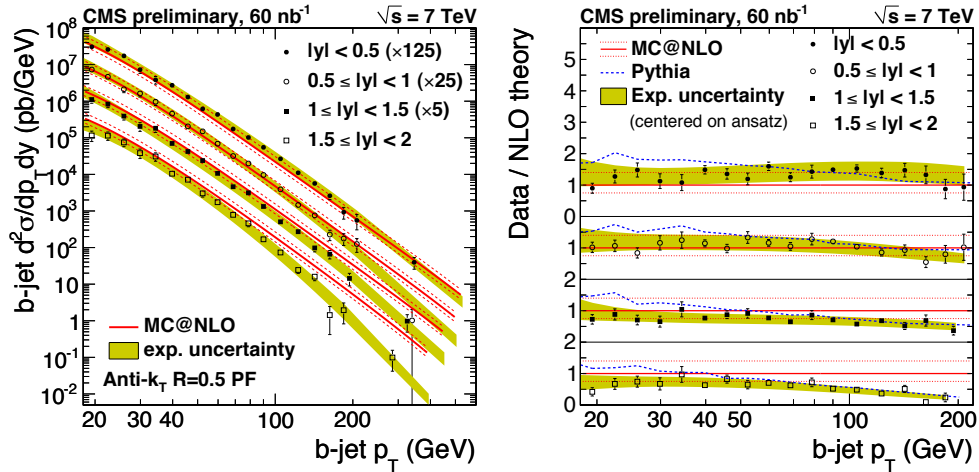 CMS preliminary, 60 nb⁻¹ √s = 7 TeV
b-jet d²σ/dp_T dy (pb/GeV)
10⁸
10⁷
10⁶
10⁵
10⁴
10³
10²
10
1
10⁻¹
10⁻²
|y| < 0.5 (×125)
0.5 ≤ |y| < 1 (×25)
1 ≤ |y| < 1.5 (×5)
1.5 ≤ |y| < 2
MC@NLO
exp. uncertainty
Anti-k_T R=0.5 PF
20 30 40 100 200
b-jet p_T (GeV)
CMS preliminary, 60 nb⁻¹ √s = 7 TeV
Data / NLO theory
MC@NLO
Pythia
Exp. uncertainty
(centered on ansatz)
|y| < 0.5
0.5 ≤ |y| < 1
1 ≤ |y| < 1.5
1.5 ≤ |y| < 2
5
4
3
2
1
0
2
1
2
1
2
1
0
20 30 40 100 200
b-jet p_T (GeV)